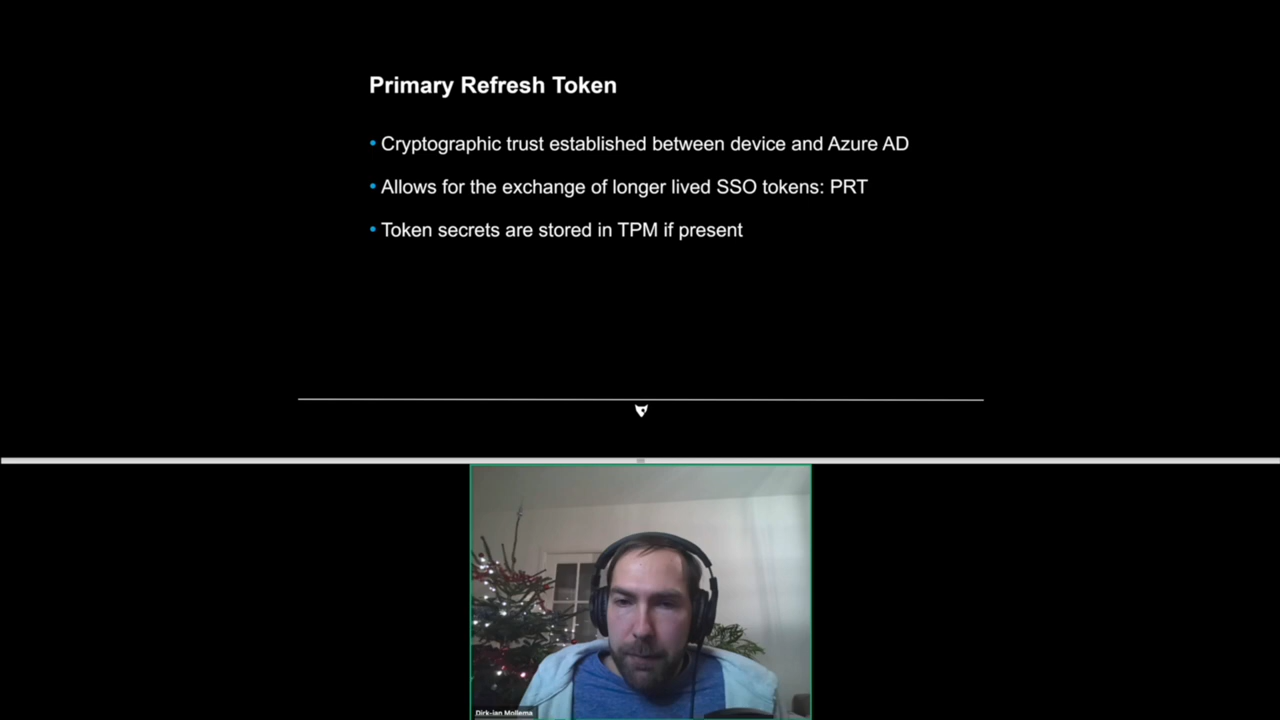 Primary Refresh Token
• Cryptographic trust established between device and Azure AD
• Allows for the exchange of longer lived SSO tokens: PRT
• Token secrets are stored in TPM if present
Dirk-jan Mollema